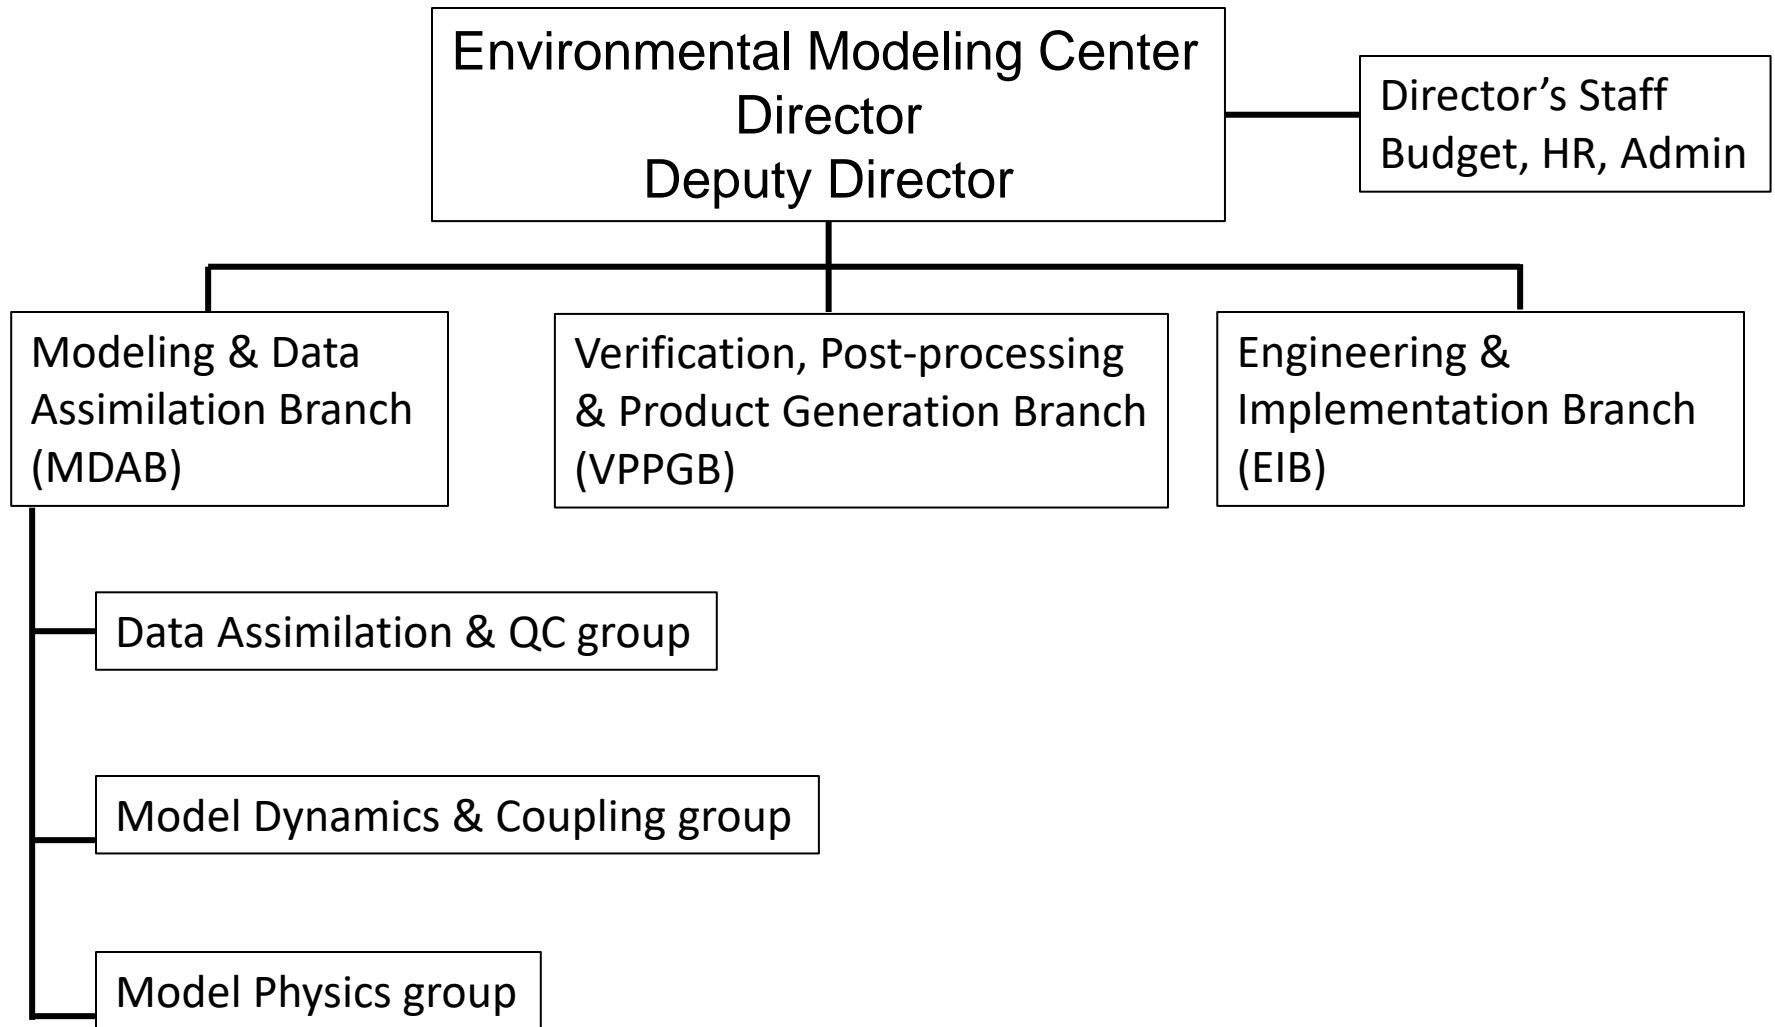 Environmental Modeling Center
Director
Deputy Director
Director’s Staff
Budget, HR, Admin
Modeling & Data
Assimilation Branch
(MDAB)
Verification, Post-processing
& Product Generation Branch
(VPPGB)
Engineering &
Implementation Branch
(EIB)
Data Assimilation & QC group
Model Dynamics & Coupling group
Model Physics group